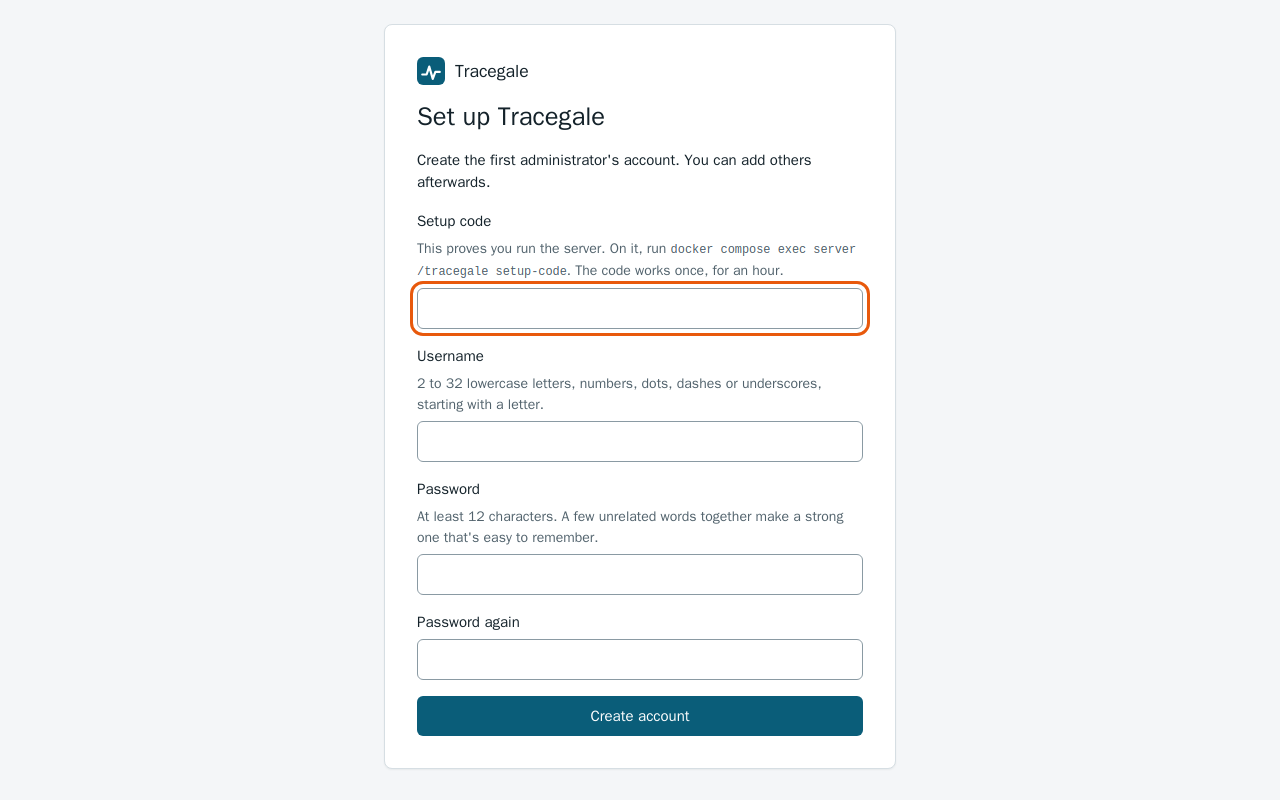 Tracegale
Set up Tracegale
Create the first administrator's account. You can add others
afterwards.
Setup code
This proves you run the server. On it, run docker compose exec server
/tracegale setup-code. The code works once, for an hour.
Username
2 to 32 lowercase letters, numbers, dots, dashes or underscores,
starting with a letter.
Password
At least 12 characters. A few unrelated words together make a strong
one that's easy to remember.
Password again
Create account